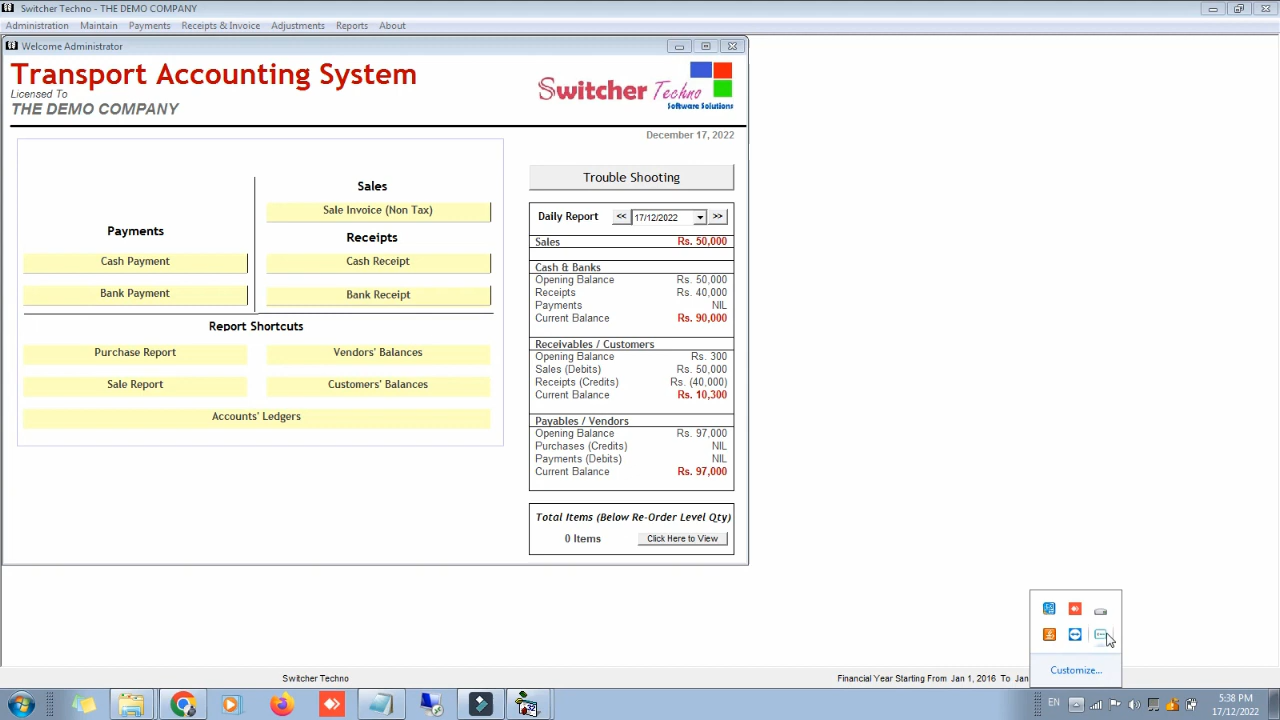 Switcher Techno - THE DEMO COMPANY
Administration Maintain Payments Receipts & Invoice Adjustments Reports About
Welcome Administrator
Transport Accounting System
Licensed To
THE DEMO COMPANY
Switcher Techno
Software Solutions
December 17, 2022
Sales
Sale Invoice (Non Tax)
Payments
Receipts
Cash Payment
Cash Receipt
Bank Payment
Bank Receipt
Report Shortcuts
Purchase Report
Vendors' Balances
Sale Report
Customers' Balances
Accounts' Ledgers
Trouble Shooting
Daily Report << 17/12/2022 >>
Sales Rs. 50,000
Cash & Banks
Opening Balance Rs. 50,000
Receipts Rs. 40,000
Payments NIL
Current Balance Rs. 90,000
Receivables / Customers
Opening Balance Rs. 300
Sales (Debits) Rs. 50,000
Receipts (Credits) Rs. (40,000)
Current Balance Rs. 10,300
Payables / Vendors
Opening Balance Rs. 97,000
Purchases (Credits) NIL
Payments (Debits) NIL
Current Balance Rs. 97,000
Total Items (Below Re-Order Level Qty)
0 Items Click Here to View
Customize...
Switcher Techno
Financial Year Starting From Jan 1, 2016 To Jan
EN
5:38 PM
17/12/2022